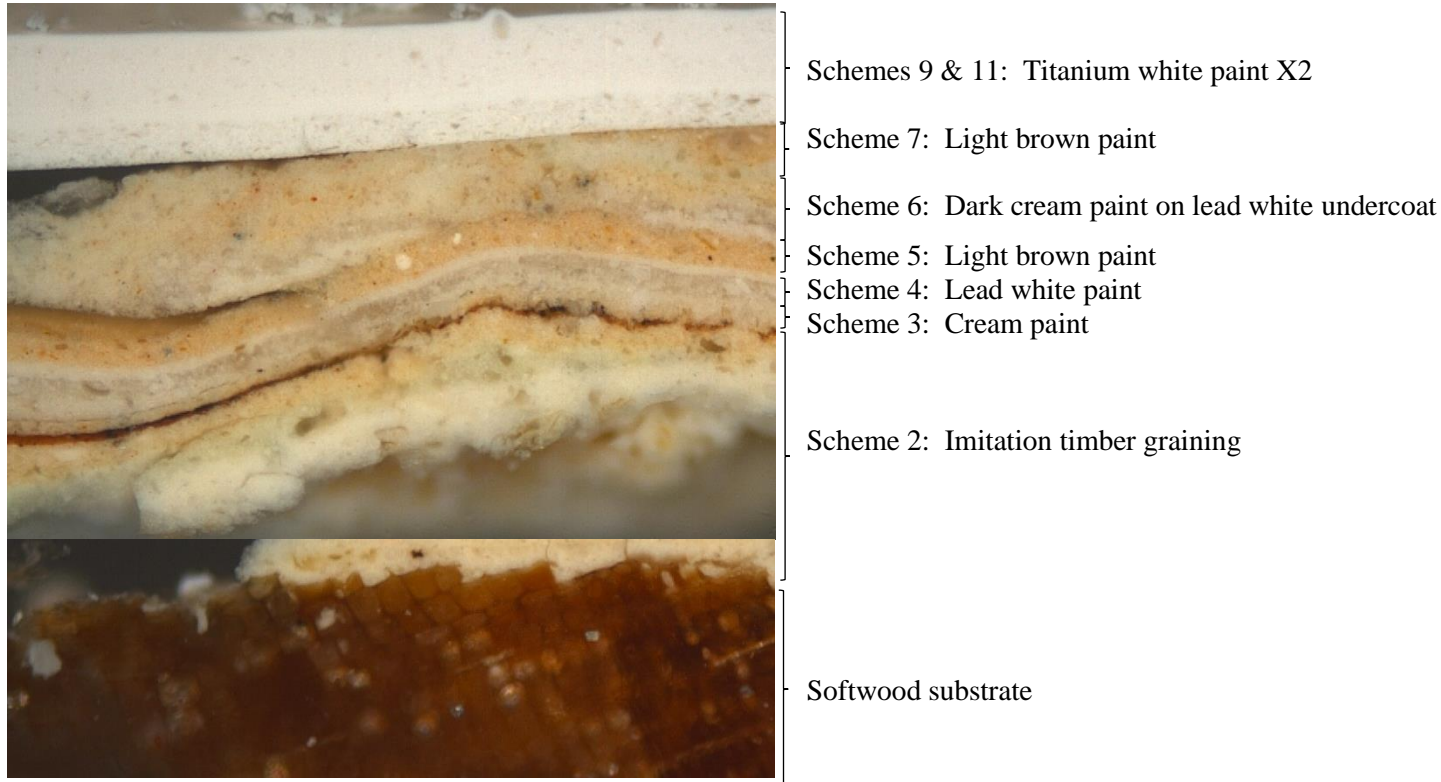 Schemes 9 & 11:  Titanium white paint X2
Scheme 7:  Light brown paint
Scheme 6:  Dark cream paint on lead white undercoat
Scheme 5:  Light brown paint
Scheme 4:  Lead white paint
Scheme 3:  Cream paint
Scheme 2:  Imitation timber graining
Softwood substrate